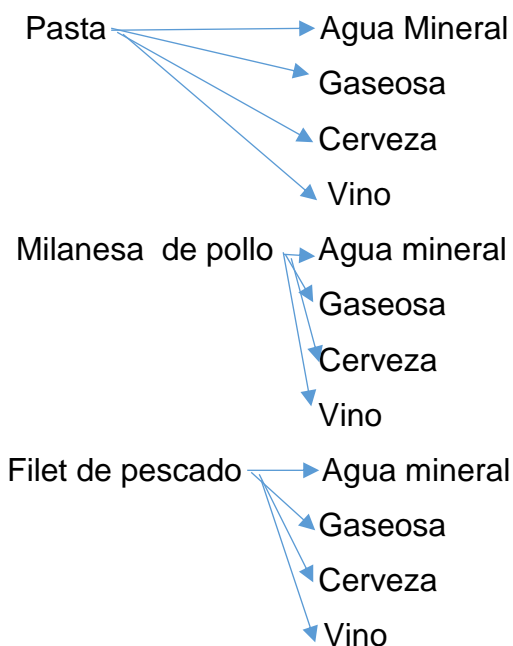 Pasta Agua Mineral
Gaseosa
Cerveza
Vino
Milanesa de pollo Agua mineral
Gaseosa
Cerveza
Vino
Filet de pescado Agua mineral
Gaseosa
Cerveza
Vino